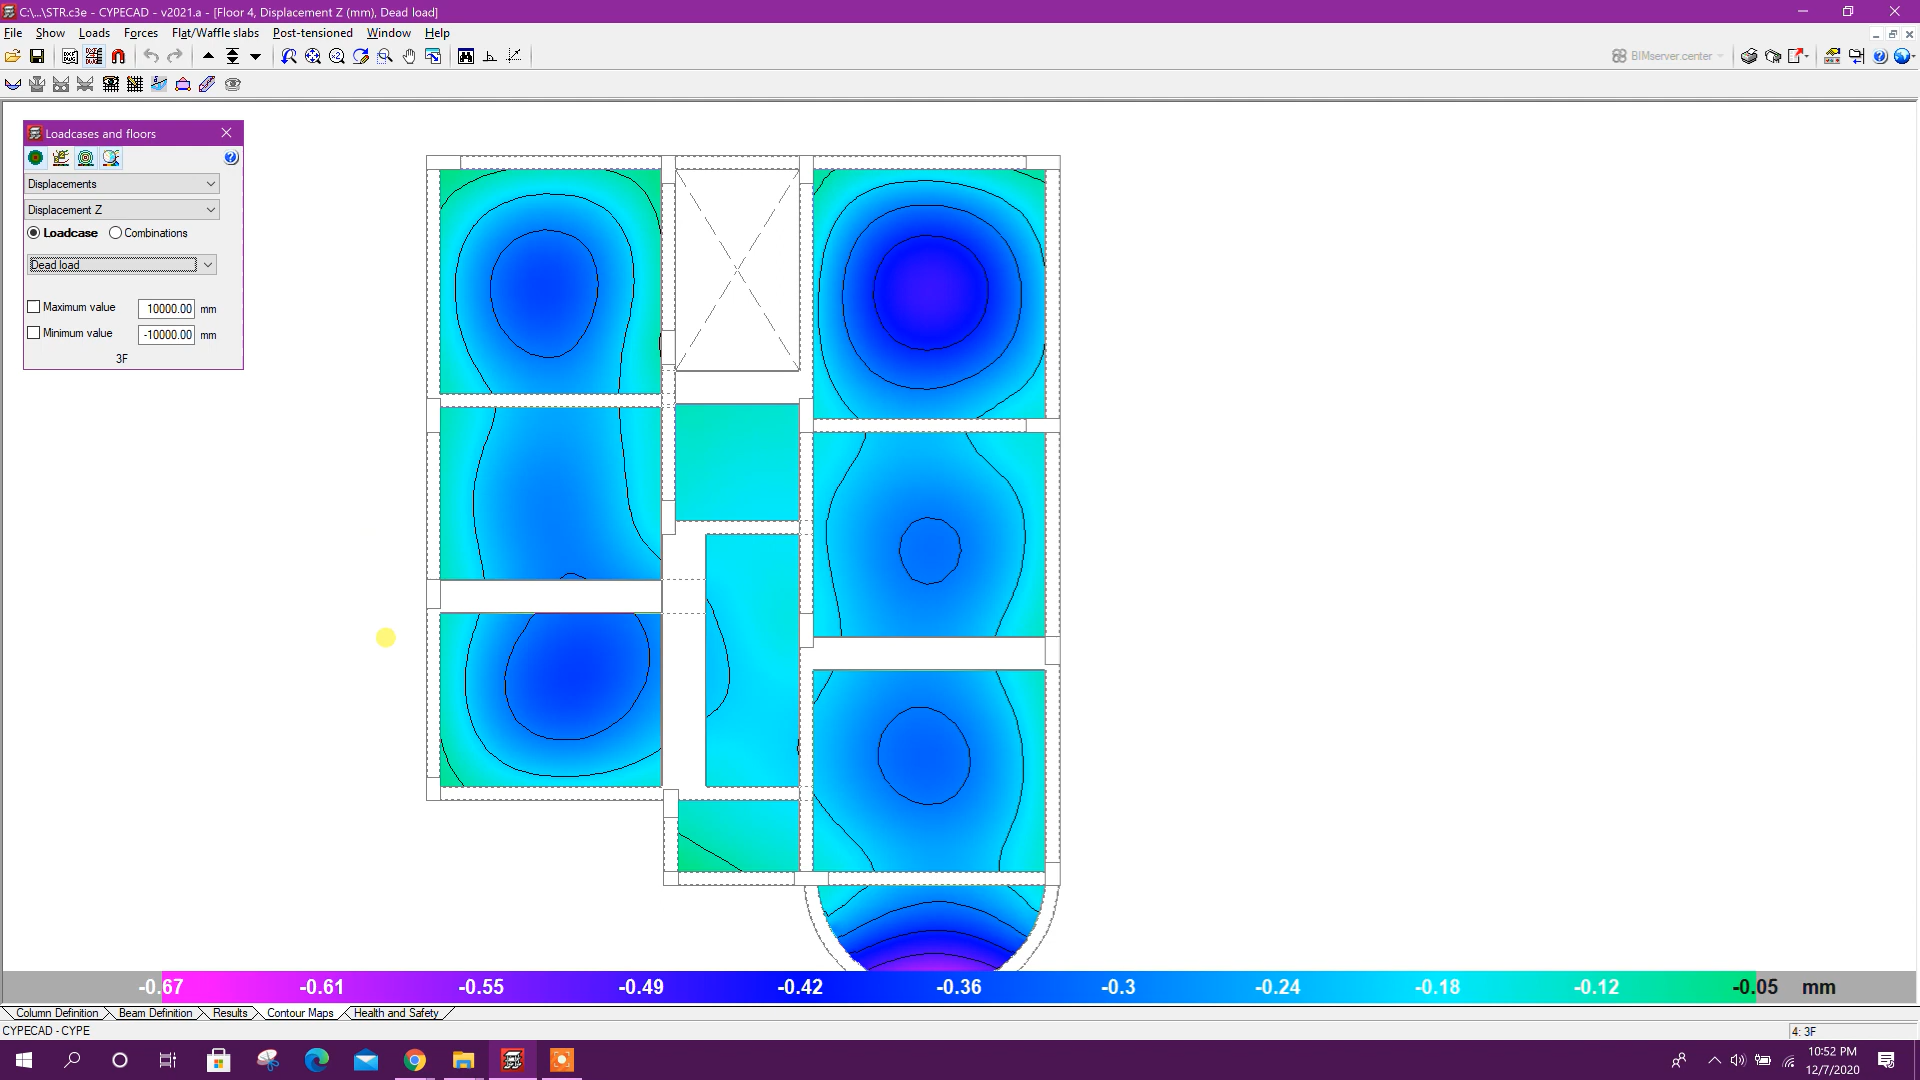 C:\...\STR.c3e - CYPECAD - v2021.a - [Floor 4, Displacement Z (mm), Dead load]
File Show Loads Forces Flat/Waffle slabs Post-tensioned Window Help
BIMserver.center
Loadcases and floors
Displacements
Displacement Z
Loadcase Combinations
Dead load
Maximum value 10000.00 mm
Minimum value -10000.00 mm
3F
-0.67 -0.61 -0.55 -0.49 -0.42 -0.36 -0.3 -0.24 -0.18 -0.12 -0.05 mm
Column Definition Beam Definition Results Contour Maps Health and Safety
CYPECAD - CYPE 4: 3F
10:52 PM
12/7/2020